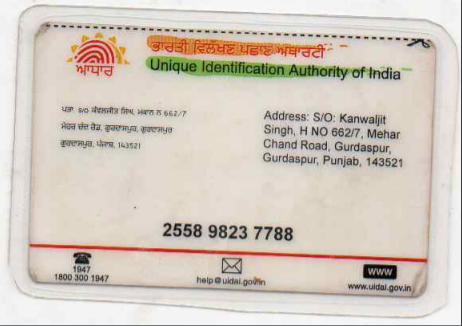 ਭਾਰਤੀ ਵਿਲੱਖਣ ਪਛਾਣ ਅਥਾਰਟੀ
Unique Identification Authority of India
ਆਧਾਰ
ਪਤਾ: S/O ਕੰਵਲਜੀਤ ਸਿੰਘ, ਮਕਾਨ ਨੰ 662/7
ਮੇਹਰ ਚੰਦ ਰੋਡ, ਗੁਰਦਾਸਪੁਰ, ਗੁਰਦਾਸਪੁਰ
ਗੁਰਦਾਸਪੁਰ, ਪੰਜਾਬ, 143521
Address: S/O: Kanwaljit
Singh, H NO 662/7, Mehar
Chand Road, Gurdaspur,
Gurdaspur, Punjab, 143521
2558 9823 7788
1947
1800 300 1947
help@uidai.gov.in
www
www.uidai.gov.in